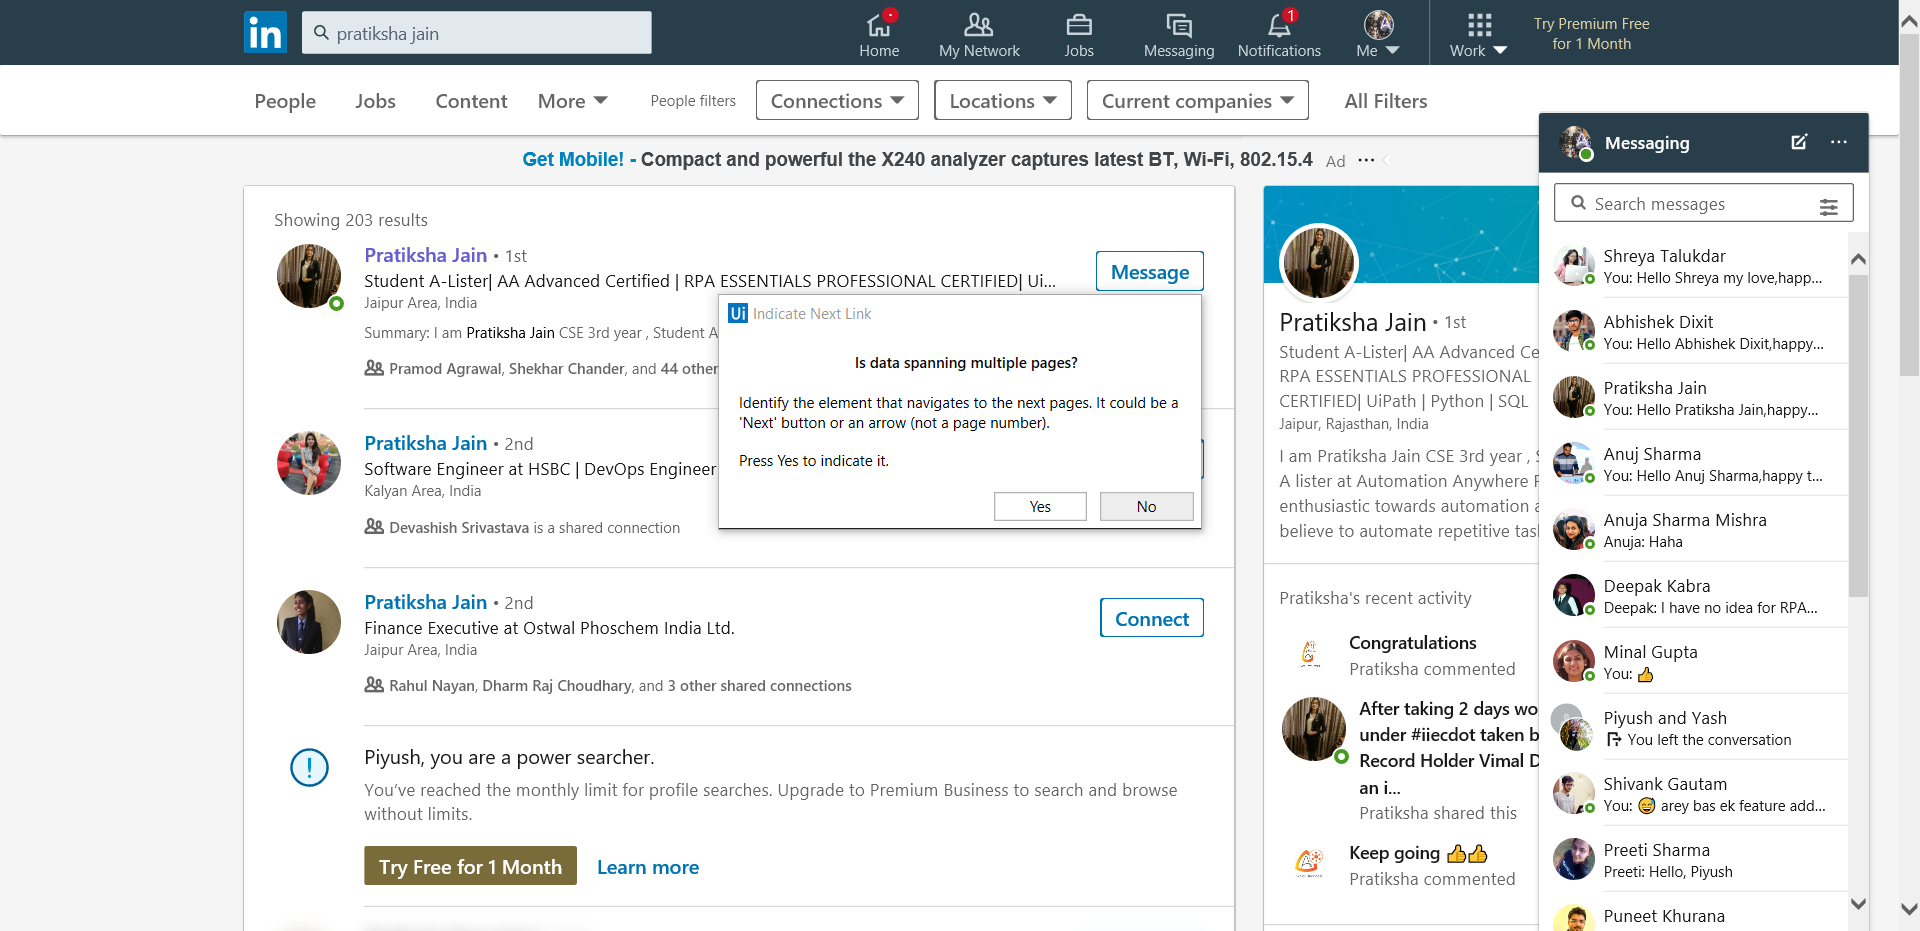 in
pratiksha jain
Home
My Network
Jobs
Messaging
1
Notifications
Me
Work
Try Premium Free
for 1 Month
People
Jobs
Content
More
People filters
Connections
Locations
Current companies
All Filters
Get Mobile! - Compact and powerful the X240 analyzer captures latest BT, Wi-Fi, 802.15.4 Ad ···
Showing 203 results
Pratiksha Jain • 1st
Student A-Lister| AA Advanced Certified | RPA ESSENTIALS PROFESSIONAL CERTIFIED| Ui...
Jaipur Area, India
Summary: I am Pratiksha Jain CSE 3rd year , Student A
Pramod Agrawal, Shekhar Chander, and 44 other
Message
Pratiksha Jain • 2nd
Software Engineer at HSBC | DevOps Engineer
Kalyan Area, India
Devashish Srivastava is a shared connection
Pratiksha Jain • 2nd
Finance Executive at Ostwal Phoschem India Ltd.
Jaipur Area, India
Rahul Nayan, Dharm Raj Choudhary, and 3 other shared connections
Connect
Piyush, you are a power searcher.
You've reached the monthly limit for profile searches. Upgrade to Premium Business to search and browse
without limits.
Try Free for 1 Month
Learn more
Ui Indicate Next Link
Is data spanning multiple pages?
Identify the element that navigates to the next pages. It could be a
'Next' button or an arrow (not a page number).
Press Yes to indicate it.
Yes
No
Pratiksha Jain • 1st
Student A-Lister| AA Advanced Ce
RPA ESSENTIALS PROFESSIONAL
CERTIFIED| UiPath | Python | SQL
Jaipur, Rajasthan, India
I am Pratiksha Jain CSE 3rd year , S
A lister at Automation Anywhere
enthusiastic towards automation a
believe to automate repetitive tas
Pratiksha's recent activity
Congratulations
Pratiksha commented
After taking 2 days wo
under #iiecdot taken b
Record Holder Vimal D
an i...
Pratiksha shared this
Keep going 👍👍
Pratiksha commented
Messaging
···
Search messages
Shreya Talukdar
You: Hello Shreya my love,happ...
Abhishek Dixit
You: Hello Abhishek Dixit,happy...
Pratiksha Jain
You: Hello Pratiksha Jain,happy...
Anuj Sharma
You: Hello Anuj Sharma,happy t...
Anuja Sharma Mishra
Anuja: Haha
Deepak Kabra
Deepak: I have no idea for RPA...
Minal Gupta
You: 👍
Piyush and Yash
You left the conversation
Shivank Gautam
You: 😅 arey bas ek feature add...
Preeti Sharma
Preeti: Hello, Piyush
Puneet Khurana